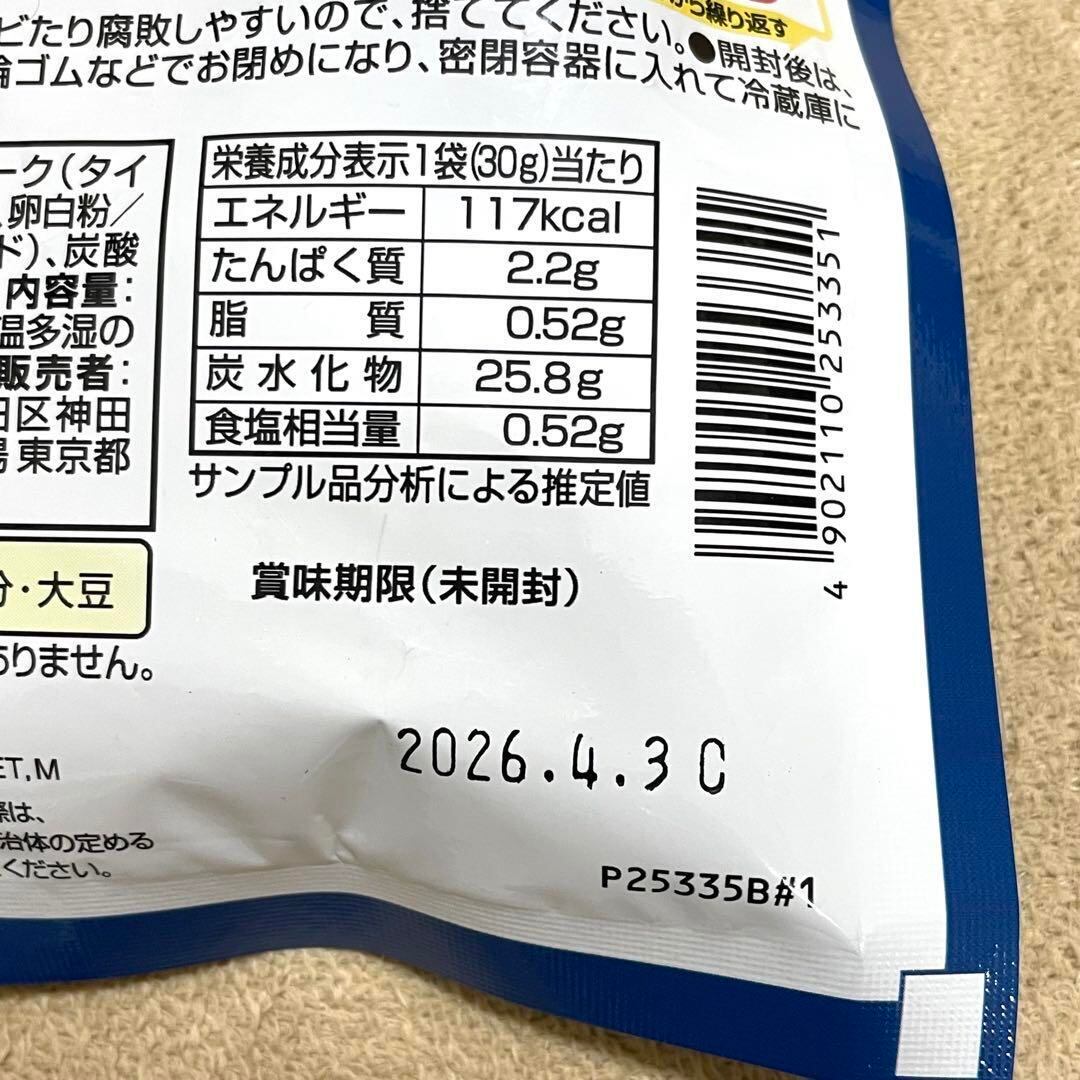 がら繰り返す
ビたり腐敗しやすいので、捨ててください。●開封後は、
輪ゴムなどでお閉めになり、密閉容器に入れて冷蔵庫に
ーク(タイ
、卵白粉/
ド)、炭酸
内容量:
温多湿の
販売者:
田区神田
東京都
分・大豆
ありません。
ET,M
際は、
治体の定める
ください。
栄養成分表示1袋(30g)当たり
エネルギー 117kcal
たんぱく質 2.2g
脂質 0.52g
炭水化物 25.8g
食塩相当量 0.52g
サンプル品分析による推定値
4 902110 253351
賞味期限(未開封)
2026.4.3 C
P25335B#1